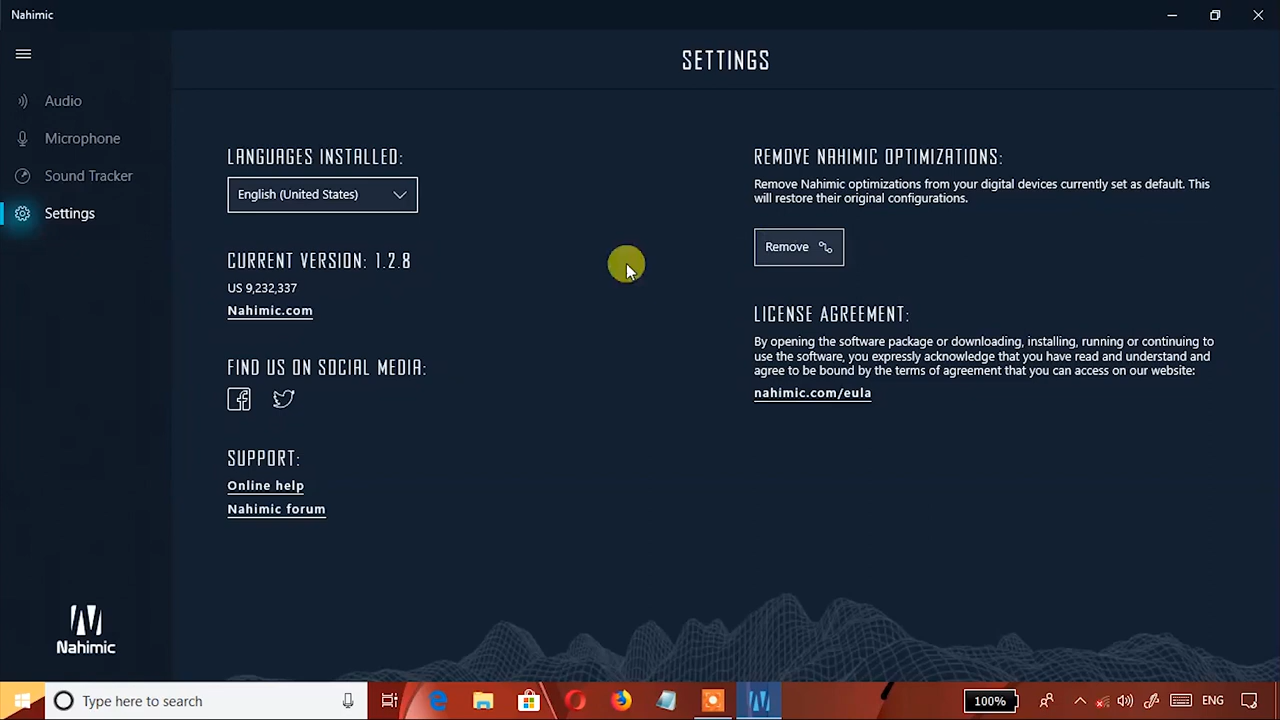 Nahimic
SETTINGS
Audio
Microphone
Sound Tracker
Settings
LANGUAGES INSTALLED:
English (United States)
CURRENT VERSION: 1.2.8
US 9,232,337
Nahimic.com
FIND US ON SOCIAL MEDIA:
SUPPORT:
Online help
Nahimic forum
REMOVE NAHIMIC OPTIMIZATIONS:
Remove Nahimic optimizations from your digital devices currently set as default. This
will restore their original configurations.
Remove
LICENSE AGREEMENT:
By opening the software package or downloading, installing, running or continuing to
use the software, you expressly acknowledge that you have read and understand and
agree to be bound by the terms of agreement that you can access on our website:
nahimic.com/eula
Nahimic
Type here to search
100%
ENG